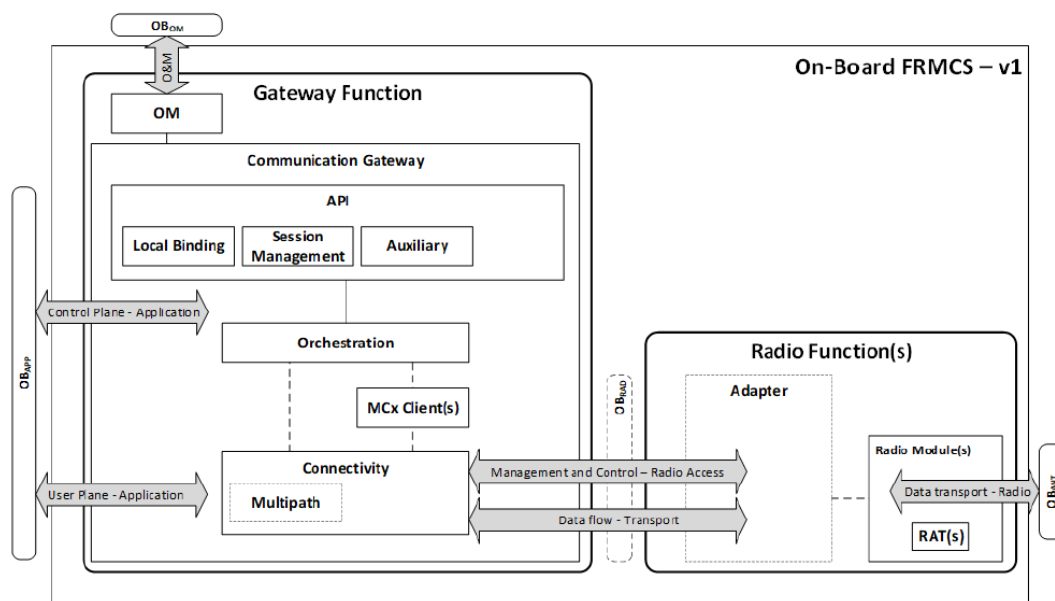 OBOM
O&M
On-Board FRMCS – v1
Gateway Function
OM
Communication Gateway
API
Local Binding
Session
Management
Auxiliary
Control Plane - Application
OBAPP
Orchestration
Radio Function(s)
MCx Client(s)
OBRAD
Adapter
Connectivity
Radio Module(s)
Management and Control – Radio Access
User Plane - Application
Multipath
Data transport - Radio
OBANT
Data flow - Transport
RAT(s)